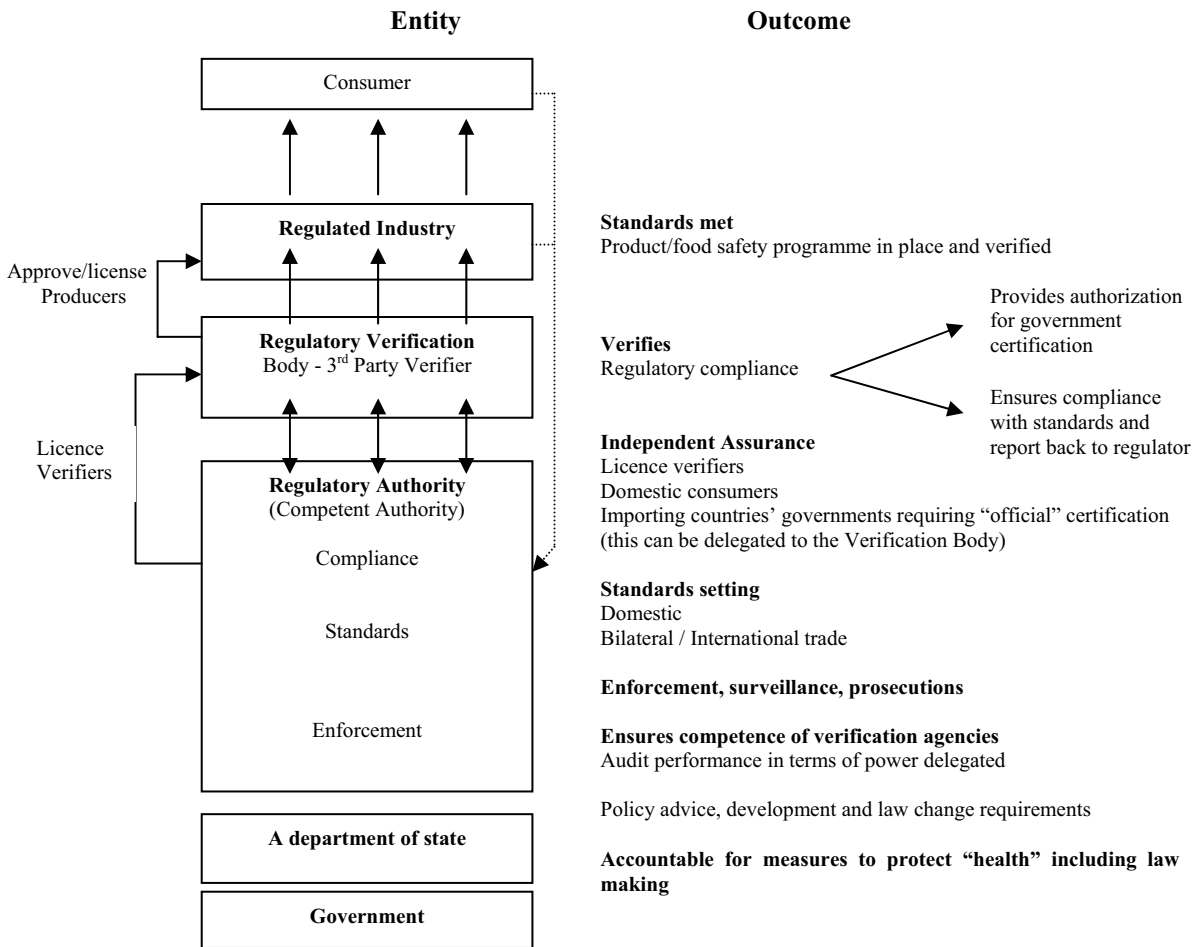 Entity
Outcome
Consumer
Regulated Industry
Standards met
Product/food safety programme in place and verified
Approve/license
Producers
Regulatory Verification
Body - 3rd Party Verifier
Verifies
Regulatory compliance
Provides authorization
for government
certification
Ensures compliance
with standards and
report back to regulator
Licence
Verifiers
Regulatory Authority
(Competent Authority)
Compliance
Standards
Enforcement
Independent Assurance
Licence verifiers
Domestic consumers
Importing countries’ governments requiring “official” certification
(this can be delegated to the Verification Body)
Standards setting
Domestic
Bilateral / International trade
Enforcement, surveillance, prosecutions
Ensures competence of verification agencies
Audit performance in terms of power delegated
Policy advice, development and law change requirements
A department of state
Accountable for measures to protect “health” including law
making
Government